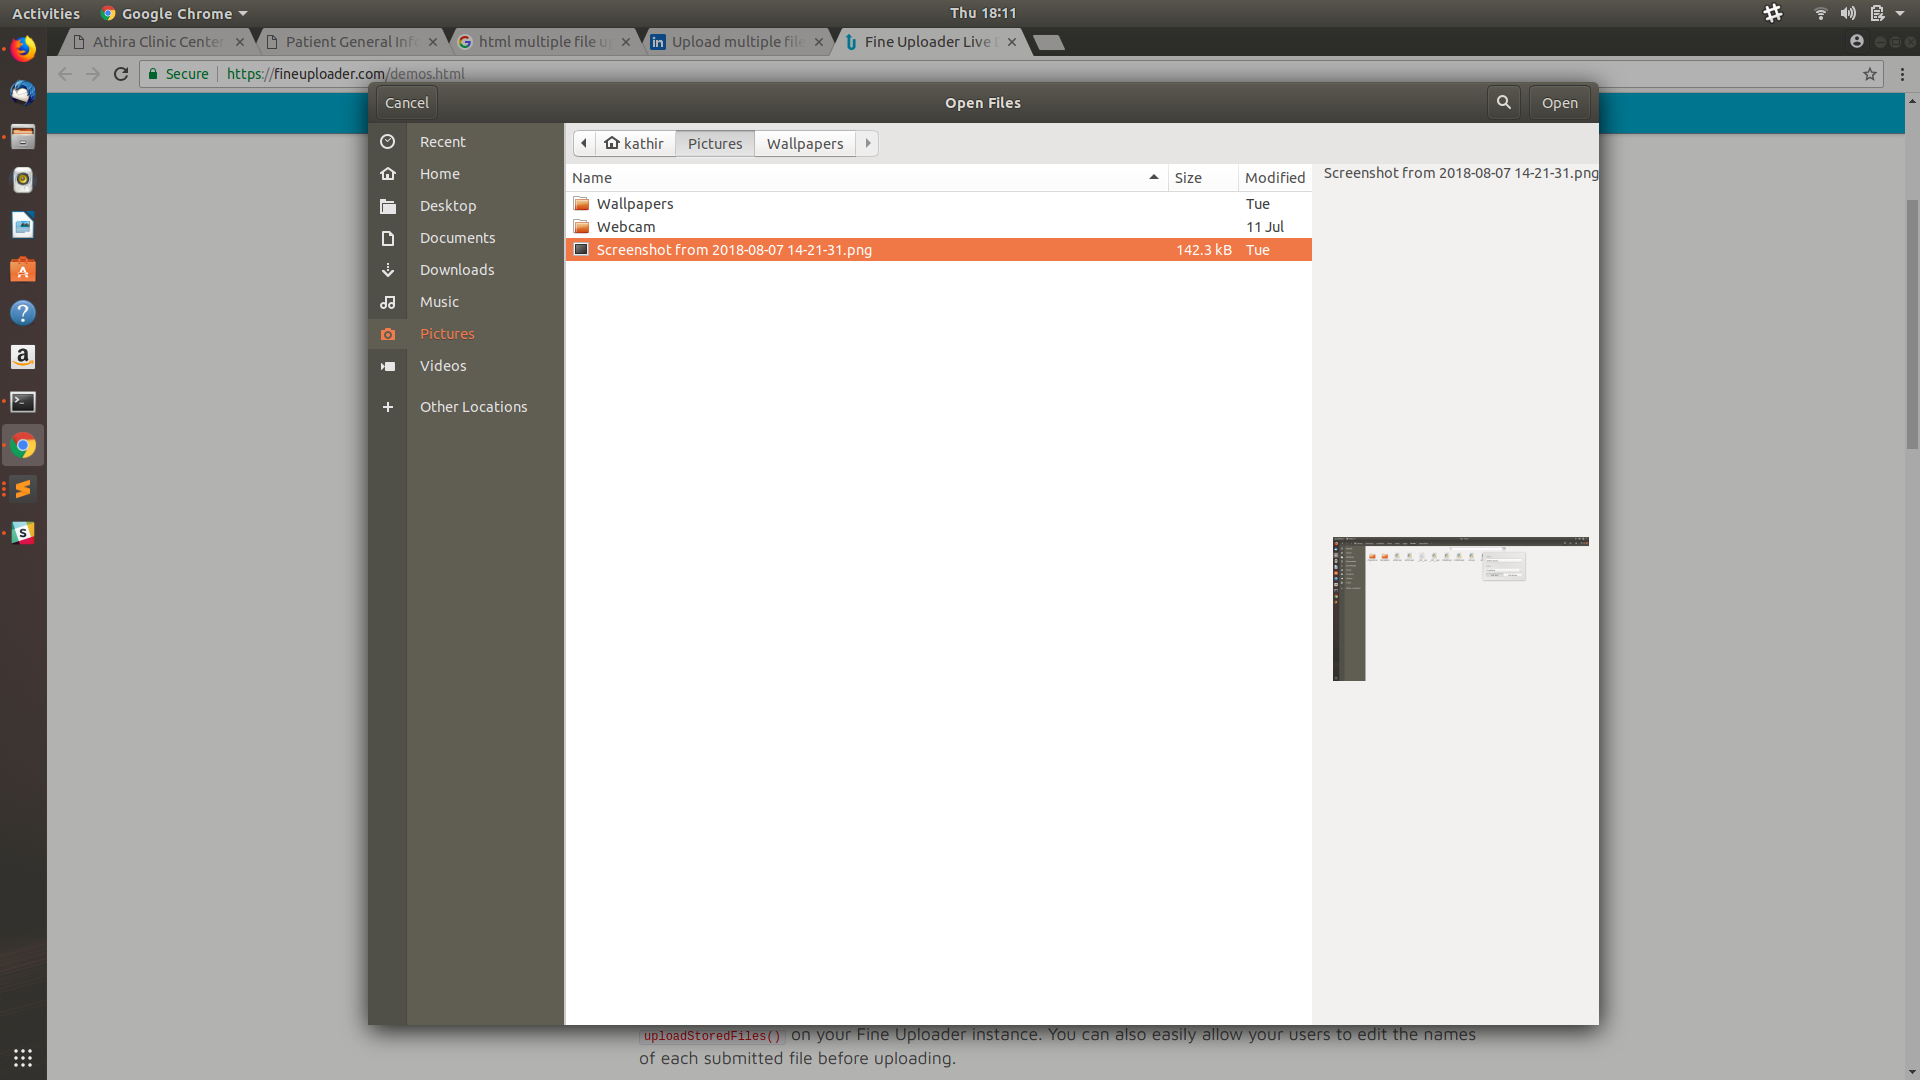 Activities
Google Chrome
Thu 18:11
Athira Clinic Center
Patient General Info
html multiple file u
Upload multiple file
Fine Uploader Live
Secure
https://fineuploader.com/demos.html
Cancel
Open Files
Open
Recent
Home
Desktop
Documents
Downloads
Music
Pictures
Videos
Other Locations
kathir
Pictures
Wallpapers
Name
Size
Modified
Wallpapers
Tue
Webcam
11 Jul
Screenshot from 2018-08-07 14-21-31.png
142.3 kB
Tue
Screenshot from 2018-08-07 14-21-31.png
uploadStoredFiles() on your Fine Uploader instance. You can also easily allow your users to edit the names
of each submitted file before uploading.